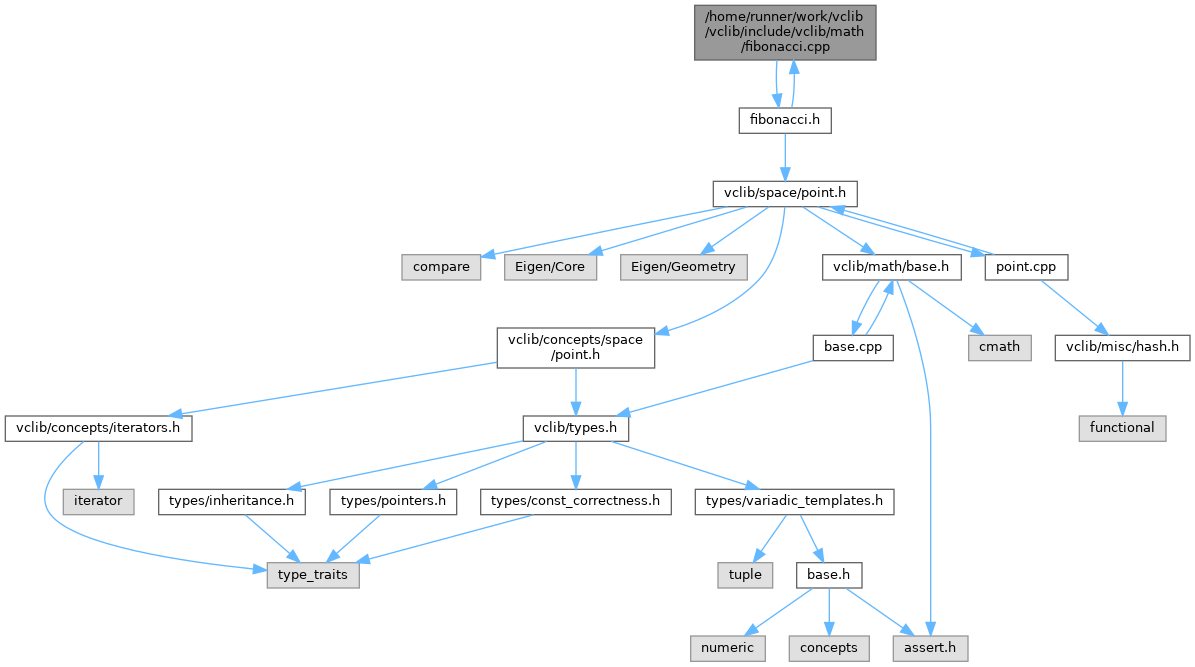 /home/runner/work/vclib
/vclib/include/vclib/math
/fibonacci.cpp
fibonacci.h
vclib/space/point.h
compare
Eigen/Core
Eigen/Geometry
vclib/math/base.h
point.cpp
vclib/concepts/space
/point.h
base.cpp
cmath
vclib/misc/hash.h
vclib/concepts/iterators.h
vclib/types.h
functional
iterator
types/inheritance.h
types/pointers.h
types/const_correctness.h
types/variadic_templates.h
type_traits
tuple
base.h
numeric
concepts
assert.h